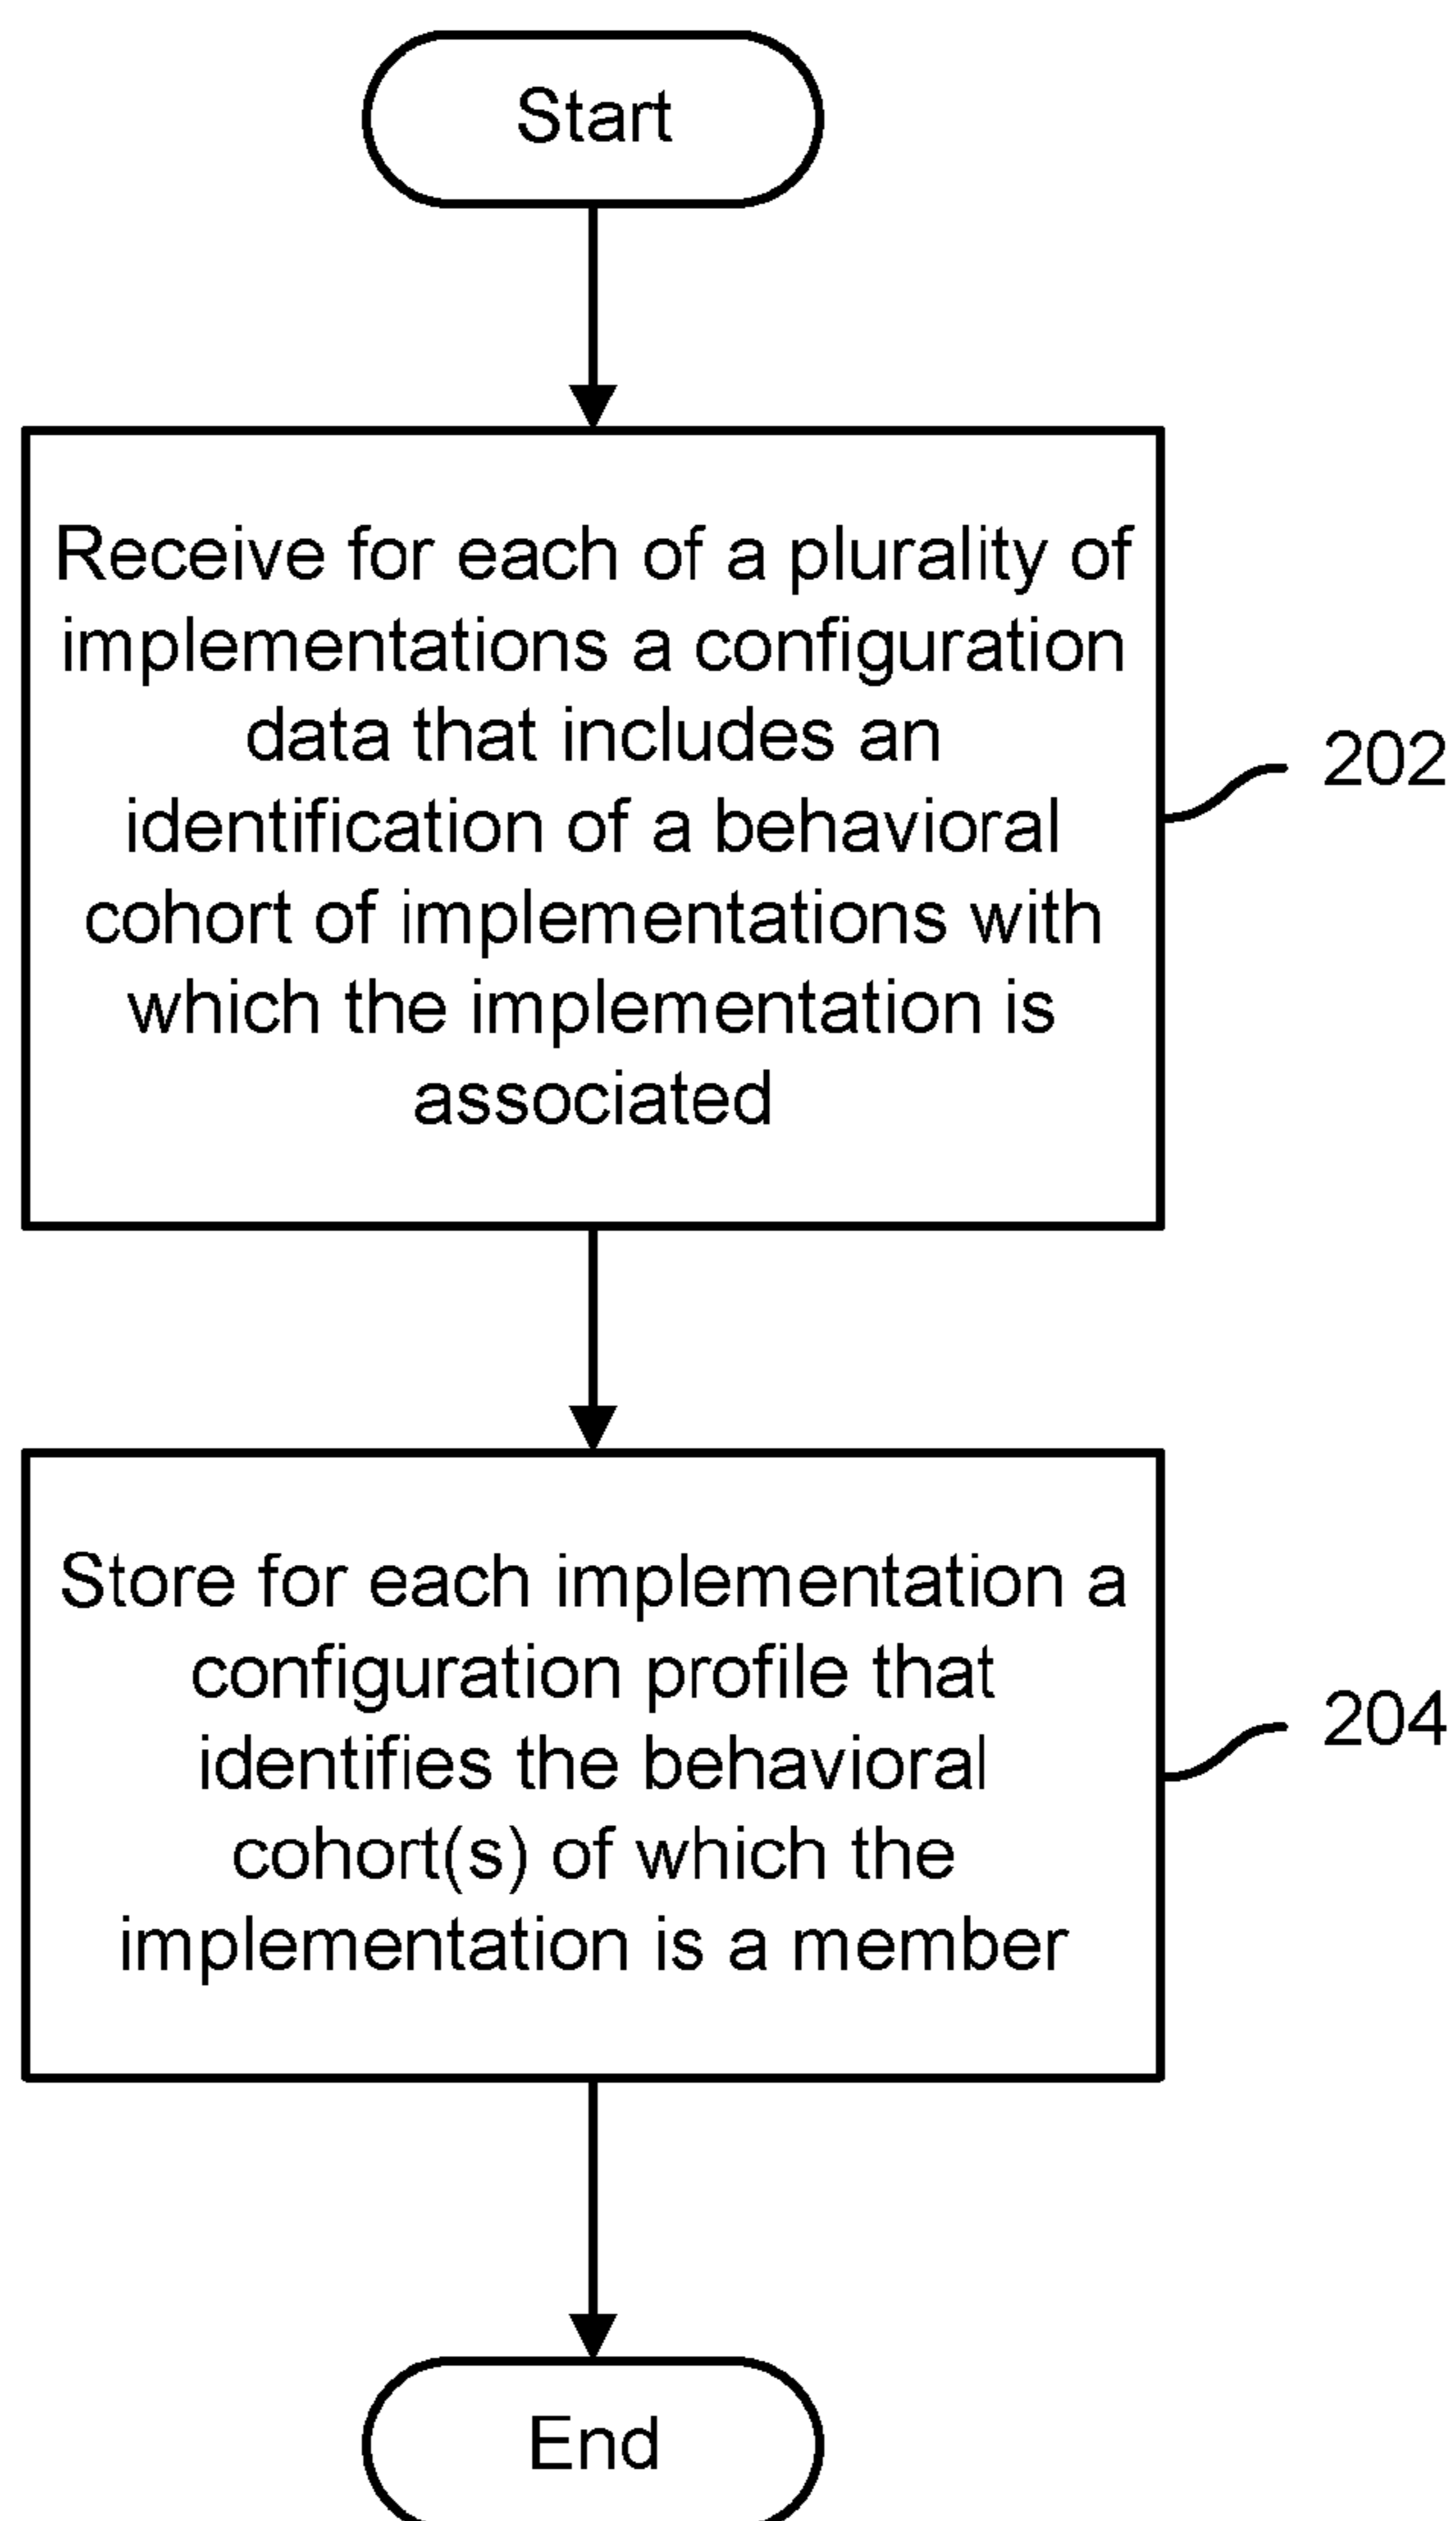 Start
Receive for each of a plurality of
implementations a configuration
data that includes an
identification of a behavioral
cohort of implementations with
which the implementation is
associated
202
Store for each implementation a
configuration profile that
identifies the behavioral
cohort(s) of which the
implementation is a member
204
End